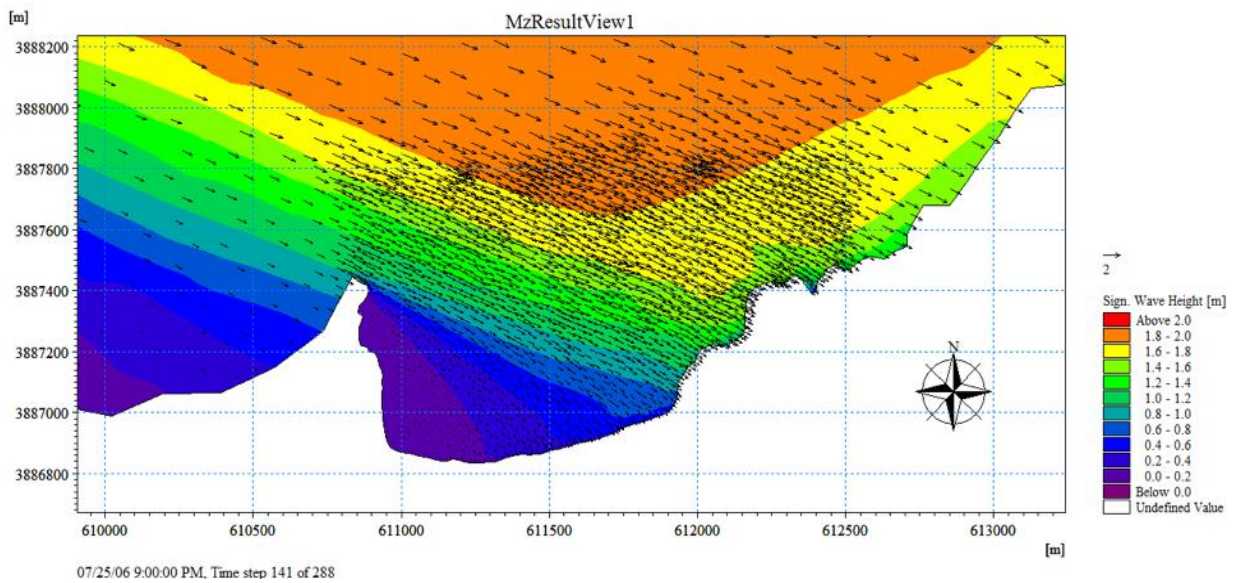 [m]
MzResultView1
3888200
3888000
3887800
3887600
3887400
3887200
3887000
3886800
610000 610500 611000 611500 612000 612500 613000
[m]
07/25/06 9:00:00 PM, Time step 141 of 288
2
Sign. Wave Height [m]
Above 2.0
1.8 - 2.0
1.6 - 1.8
1.4 - 1.6
1.2 - 1.4
1.0 - 1.2
0.8 - 1.0
0.6 - 0.8
0.4 - 0.6
0.2 - 0.4
0.0 - 0.2
Below 0.0
Undefined Value
N